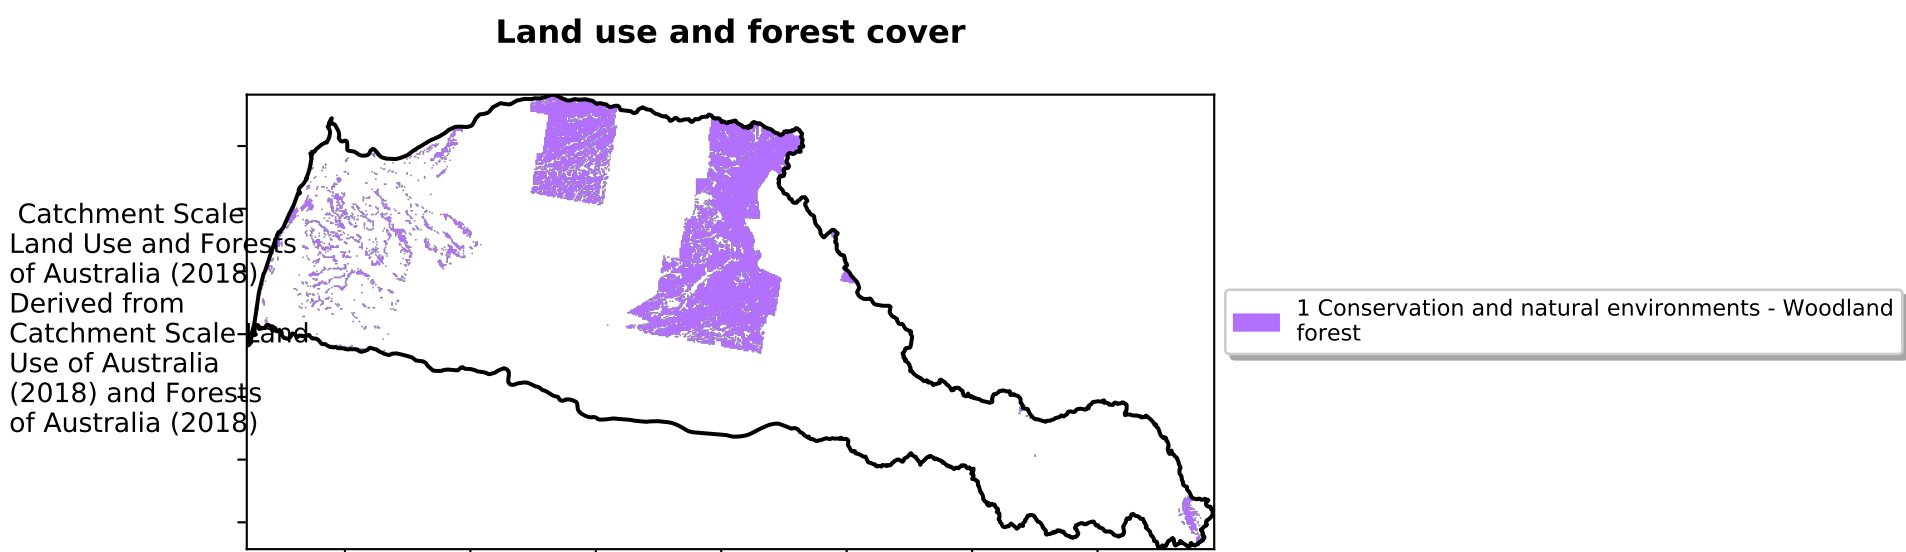 Land use and forest cover
Catchment Scale
Land Use and Forests
of Australia (2018)
Derived from
Catchment Scale Land
Use of Australia
(2018) and Forests
of Australia (2018)
1 Conservation and natural environments - Woodland
forest